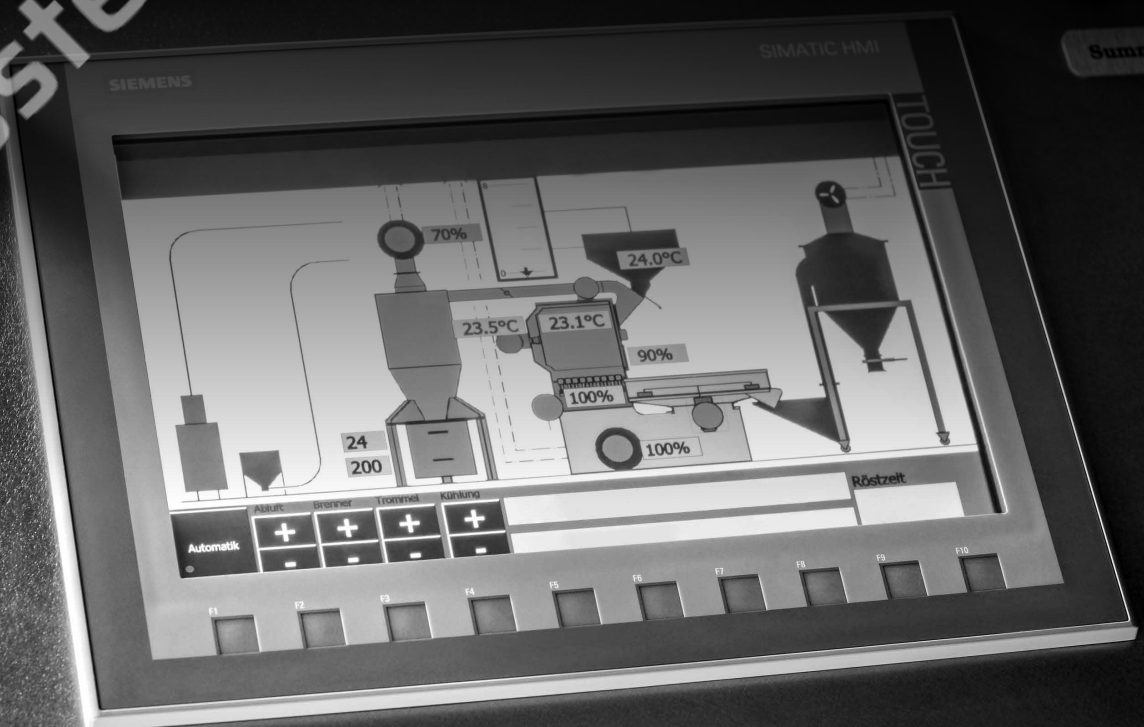 SIEMENS
SIMATIC HMI
TOUCH
70%
24.0°C
23.5°C
23.1°C
90%
100%
24
200
100%
0
Abluft
Brenner
Trommel
Kühlung
Röstzeit
Automatik
+ + + +
- - - -
F1 F2 F3 F4 F5 F6 F7 F8 F9 F10